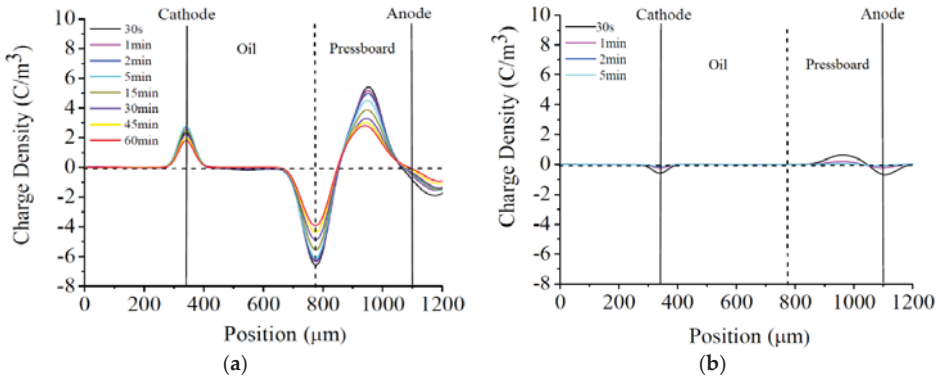 Cathode
Anode
Charge Density (C/m³)
10
8
6
4
2
0
-2
-4
-6
-8
30s
1min
2min
5min
15min
30min
45min
60min
Oil
Pressboard
0 200 400 600 800 1000 1200
Position (μm)
(a)
Cathode
Anode
Charge Density (C/m³)
10
8
6
4
2
0
-2
-4
-6
-8
30s
1min
2min
5min
Oil
Pressboard
0 200 400 600 800 1000 1200
Position (μm)
(b)